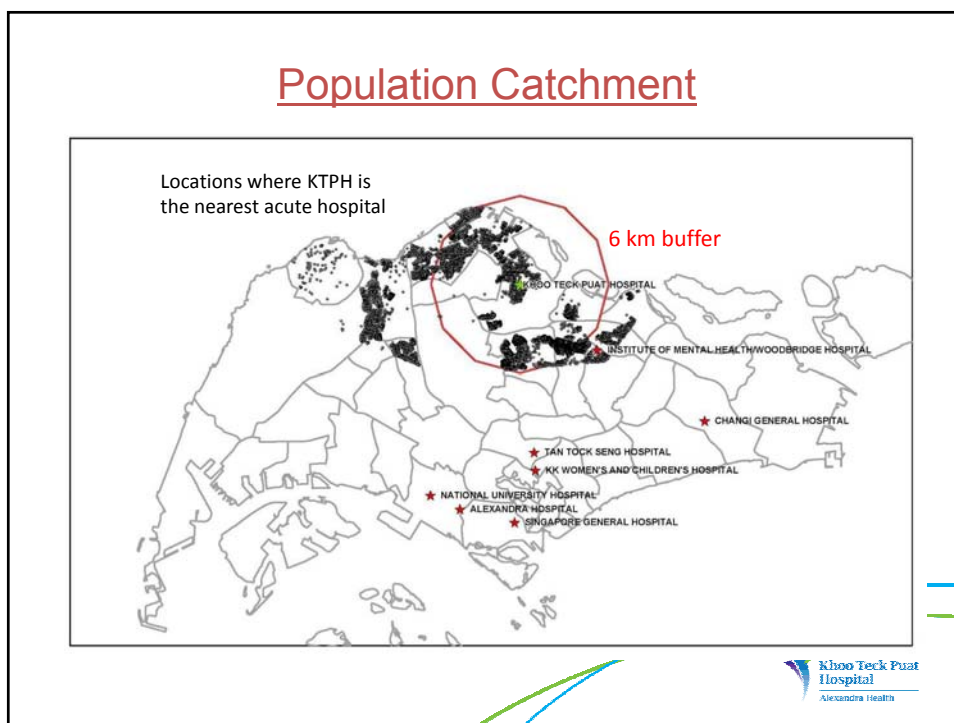 Population Catchment
Locations where KTPH is
the nearest acute hospital
6 km buffer
KHOO TECK PUAT HOSPITAL
INSTITUTE OF MENTAL HEALTH/WOODBRIDGE HOSPITAL
CHANGI GENERAL HOSPITAL
TAN TOCK SENG HOSPITAL
KK WOMEN'S AND CHILDREN'S HOSPITAL
NATIONAL UNIVERSITY HOSPITAL
ALEXANDRA HOSPITAL
SINGAPORE GENERAL HOSPITAL
Khoo Teck Puat
Hospital
Alexandra Health